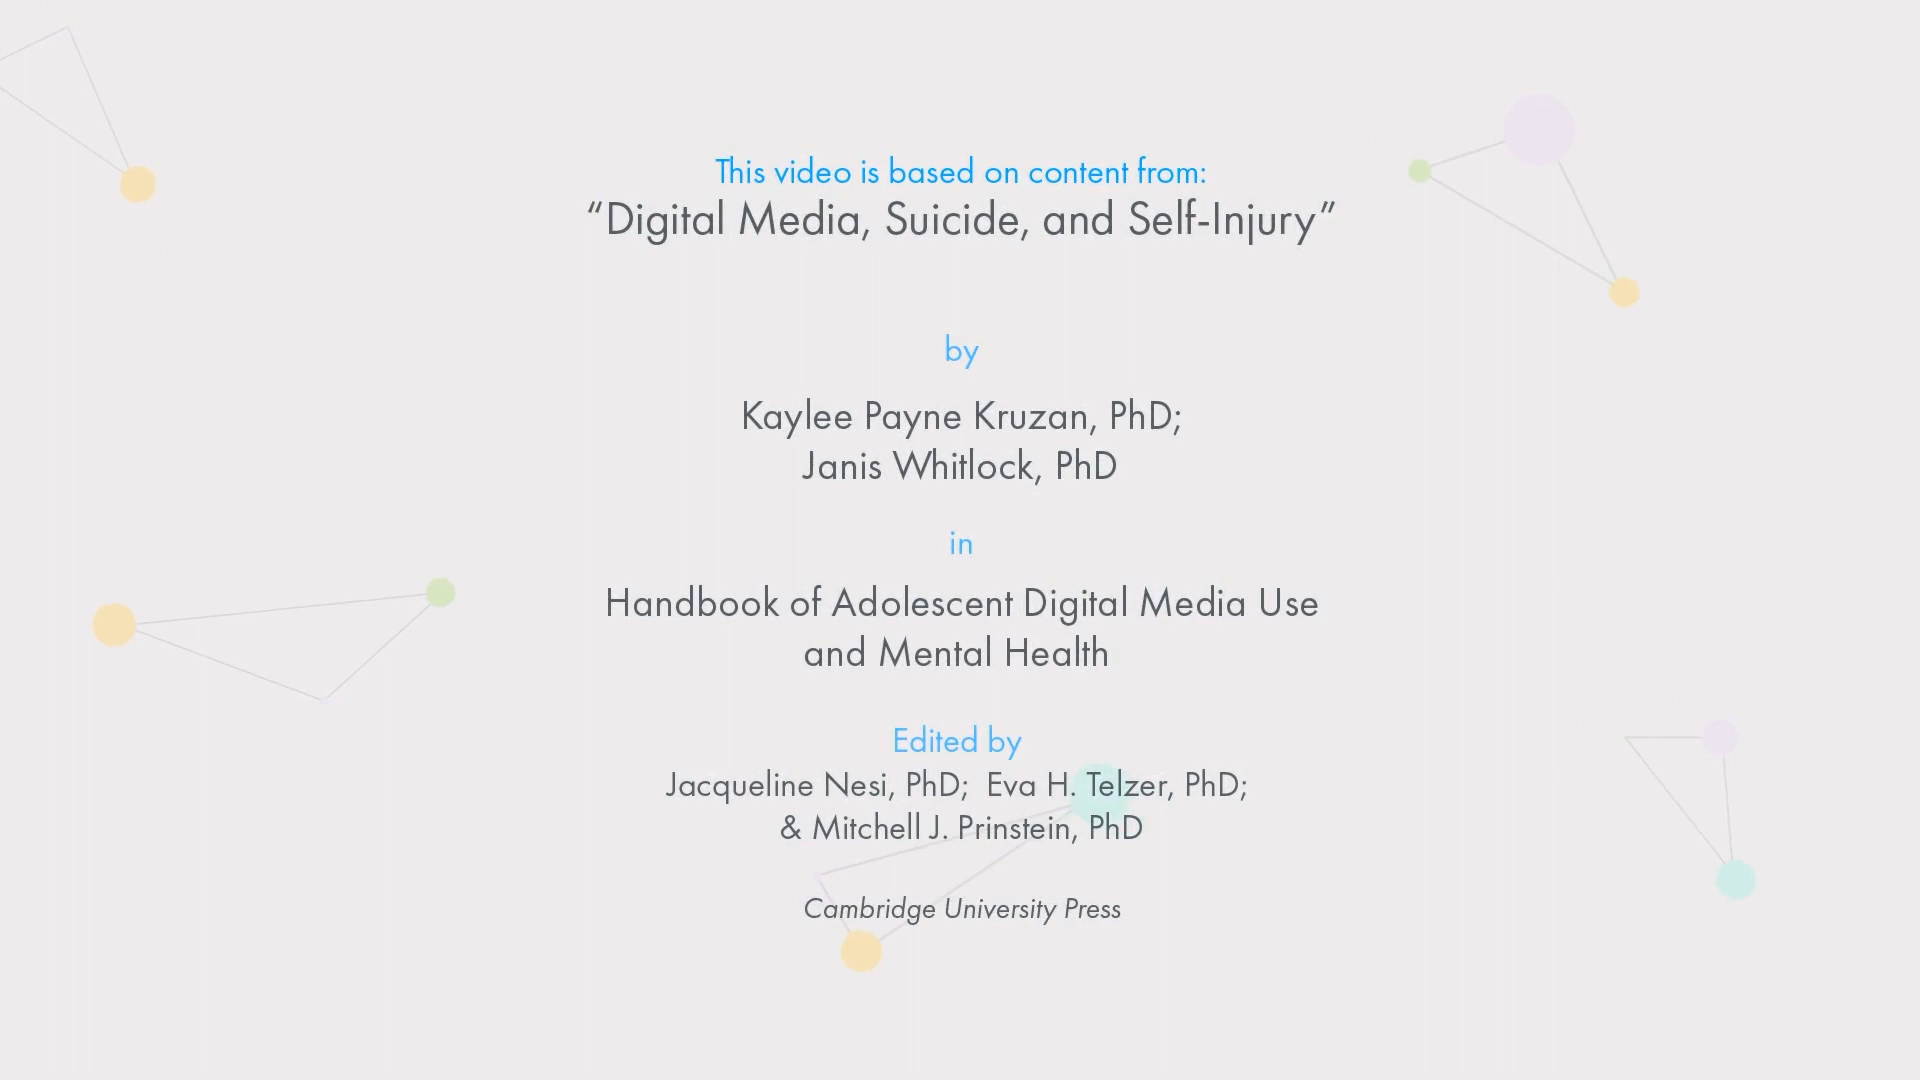 This video is based on content from:
“Digital Media, Suicide, and Self-Injury”
by
Kaylee Payne Kruzan, PhD;
Janis Whitlock, PhD
in
Handbook of Adolescent Digital Media Use
and Mental Health
Edited by
Jacqueline Nesi, PhD;  Eva H. Telzer, PhD;
& Mitchell J. Prinstein, PhD
Cambridge University Press